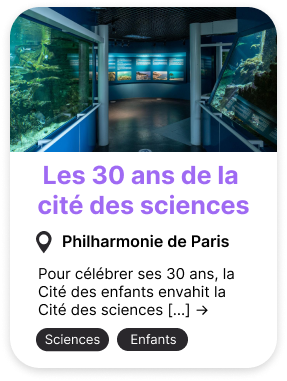 Les 30 ans de la
cité des sciences
Philharmonie de Paris
Pour célébrer ses 30 ans, la
Cité des enfants envahit la
Cité des sciences [...] →
Sciences Enfants